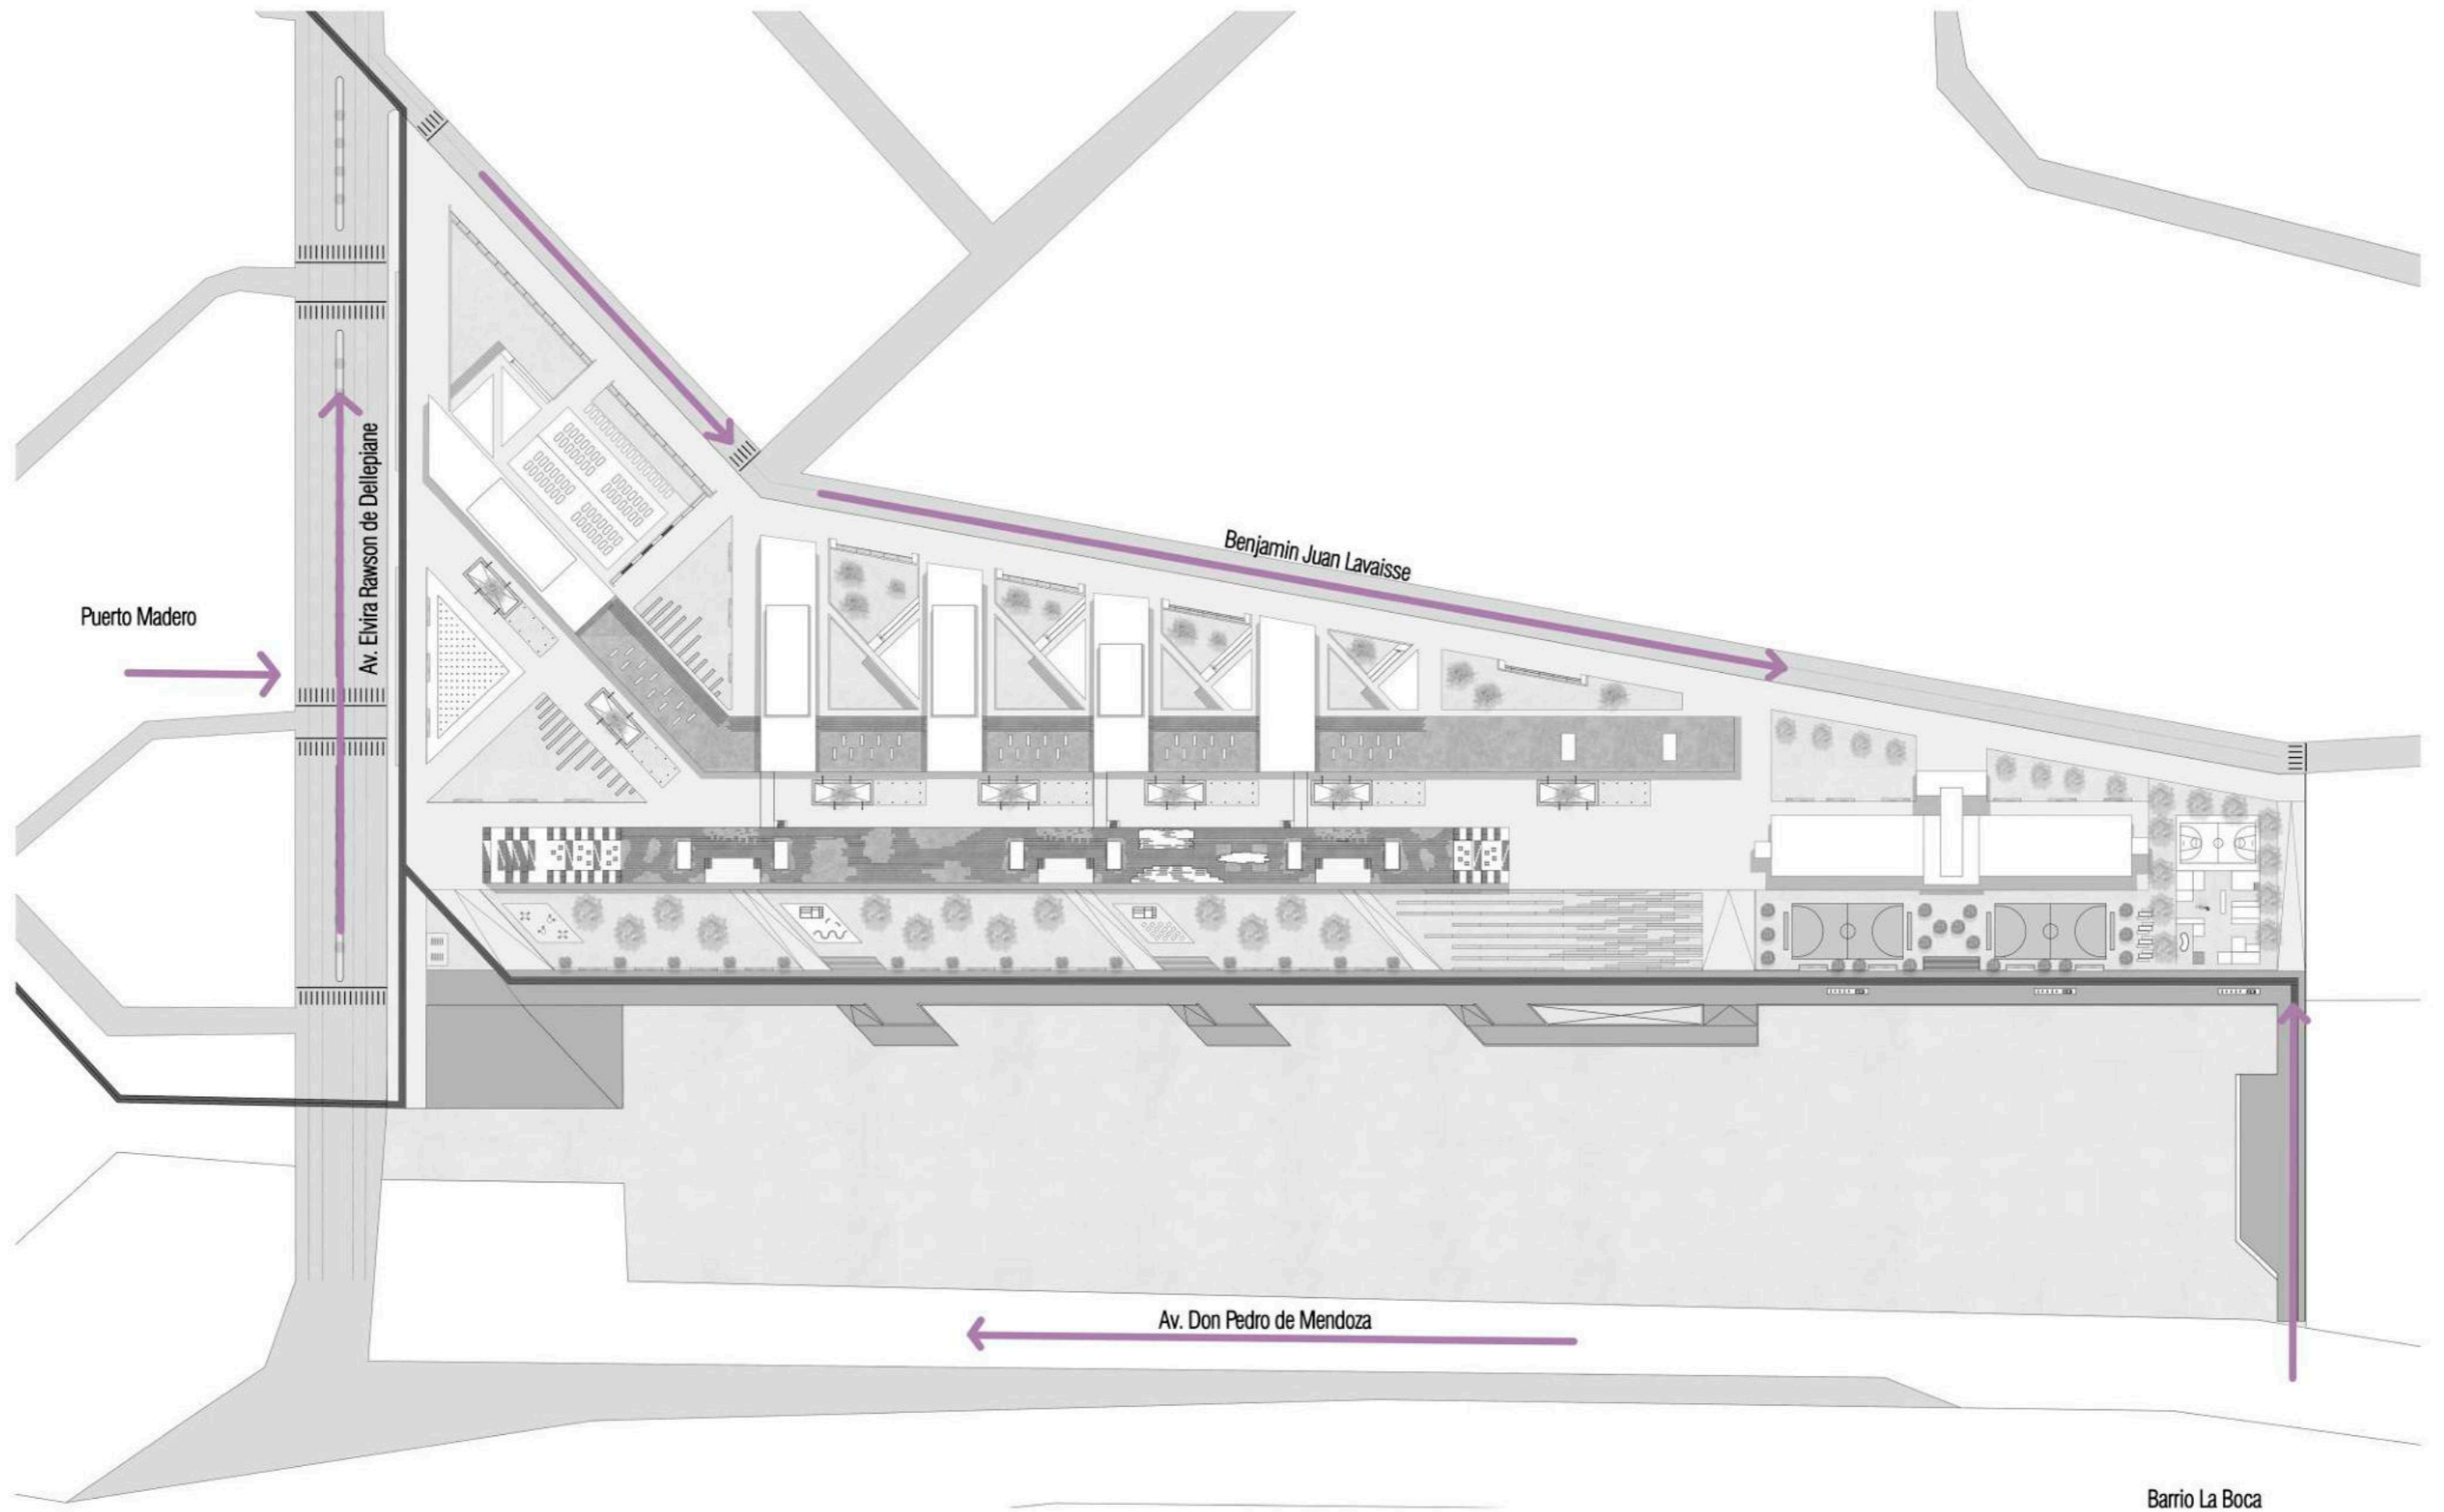 Av. Elvira Rawson de Dellepiane
Benjamin Juan Lavaisse
Puerto Madero
Av. Don Pedro de Mendoza
Barrio La Boca